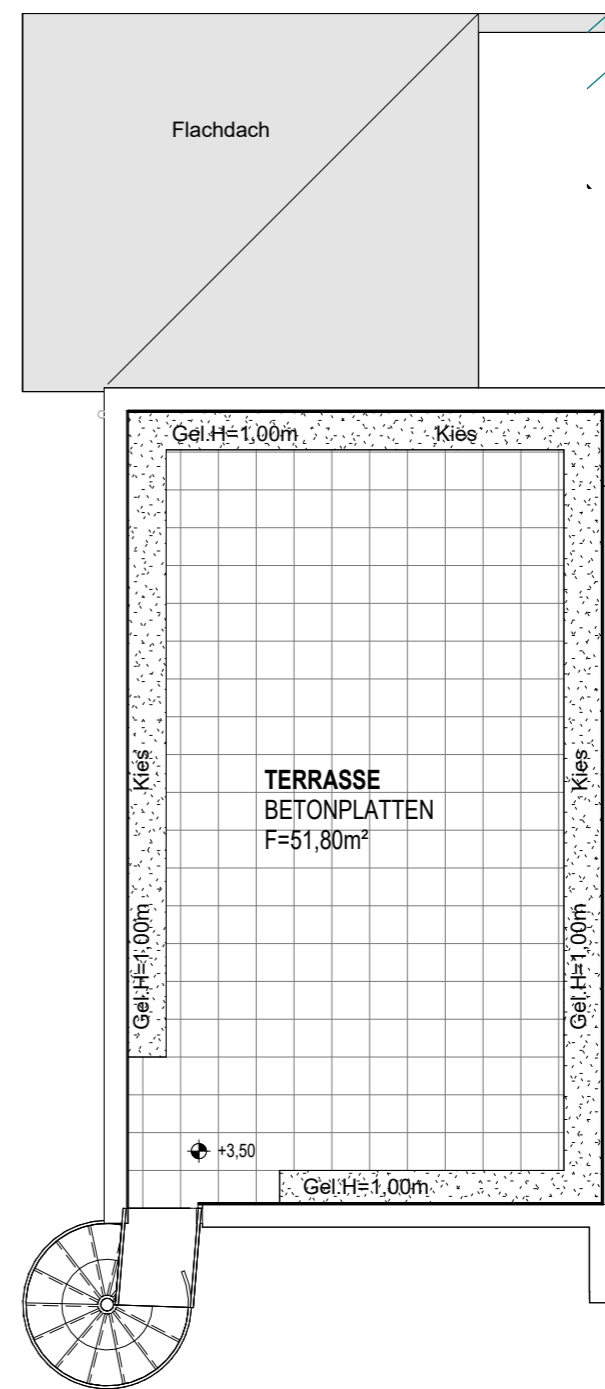 Flachdach
Gel.H=1,00m
Kies
Kies
Kies
TERRASSE
BETONPLATTEN
F=51,80m²
Gel.H=1,00m
Gel.H=1,00m
+3,50
Gel.H=1,00m